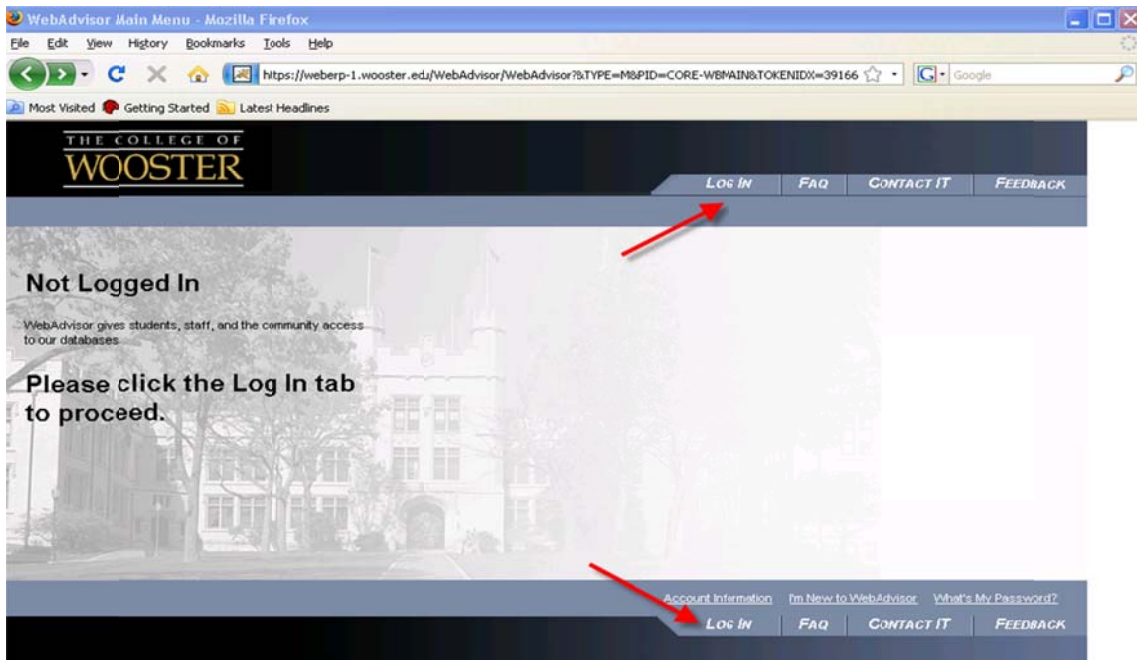 WebAdvisor Main Menu - Mozilla Firefox
File Edit View History Bookmarks Tools Help
https://weberp-1.wooster.edu/WebAdvisor/WebAdvisor?&TYPE=M&PID=CORE-WBMAIN&TOKENIDX=39166
G Google
Most Visited Getting Started Latest Headlines
THE COLLEGE OF
WOOSTER
LOG IN FAQ CONTACT IT FEEDBACK
Not Logged In
WebAdvisor gives students, staff, and the community access
to our databases
Please click the Log In tab
to proceed.
Account Information I'm New to WebAdvisor What's My Password?
LOG IN FAQ CONTACT IT FEEDBACK